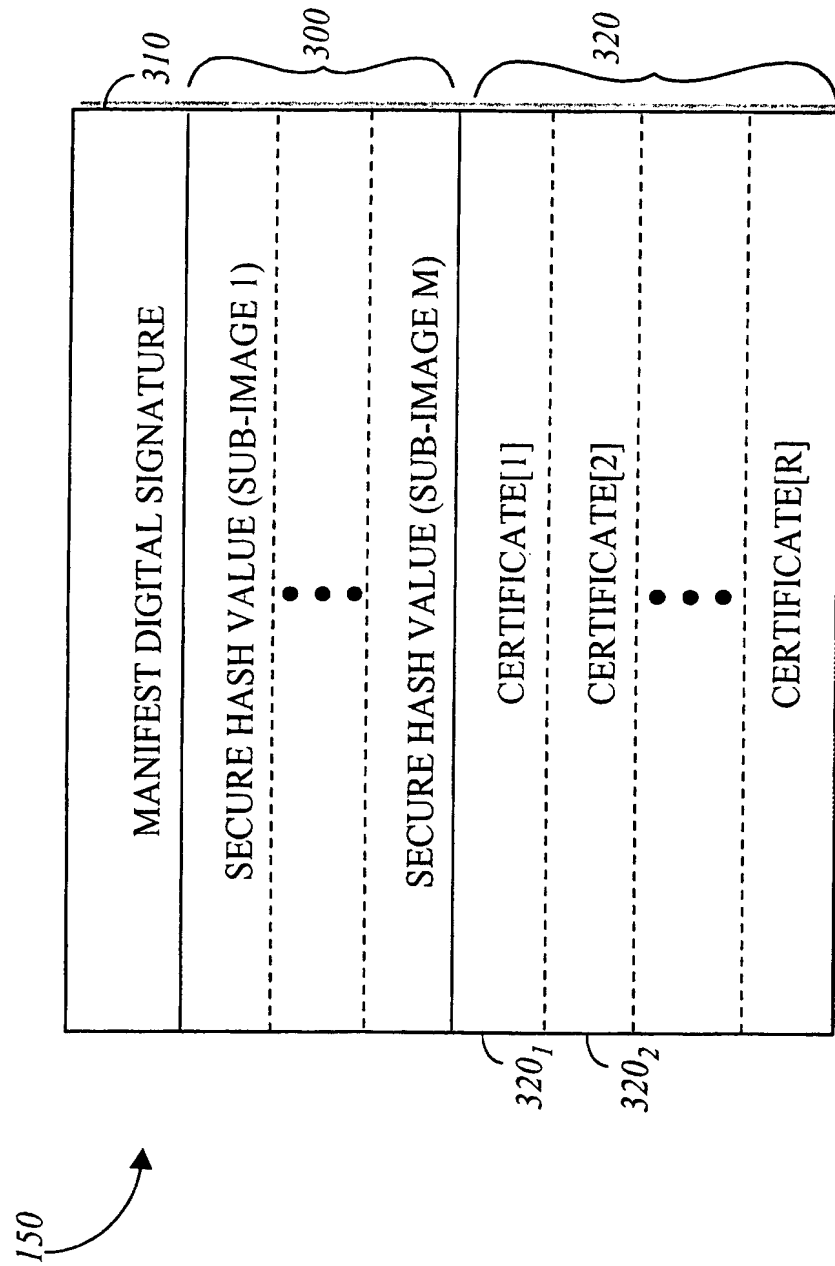 150
310
MANIFEST DIGITAL SIGNATURE
SECURE HASH VALUE (SUB-IMAGE 1)
300
SECURE HASH VALUE (SUB-IMAGE M)
320₁
CERTIFICATE[1]
320
320₂
CERTIFICATE[2]
CERTIFICATE[R]